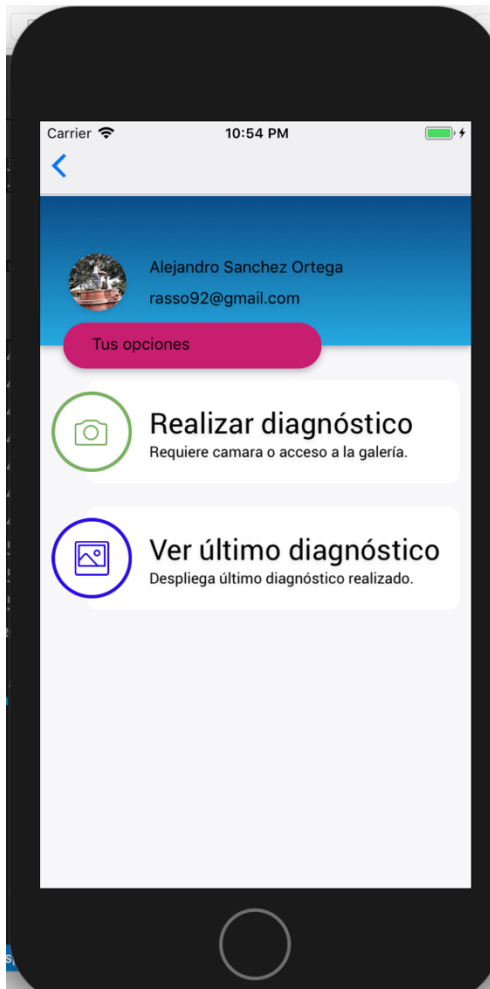 Carrier
10:54 PM
Alejandro Sanchez Ortega
rasso92@gmail.com
Tus opciones
Realizar diagnóstico
Requiere camara o acceso a la galería.
Ver último diagnóstico
Despliega último diagnóstico realizado.